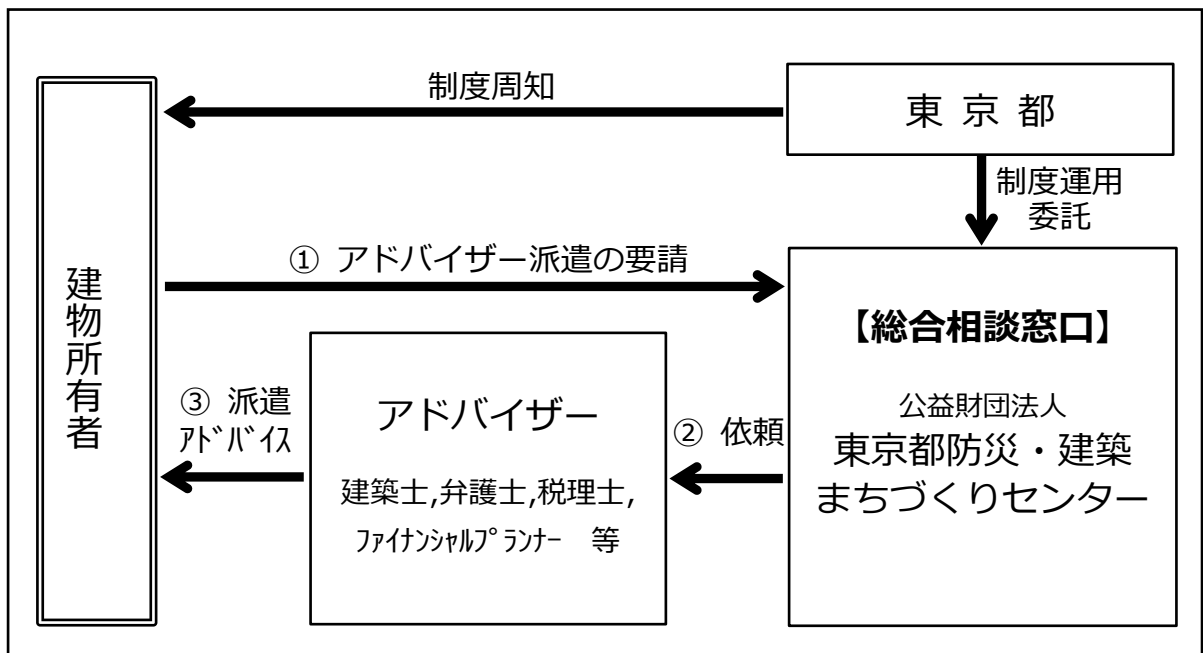 制度周知
東 京 都
制度運用
委託
建物所有者
① アドバイザー派遣の要請
【総合相談窓口】
公益財団法人
東京都防災・建築
まちづくりセンター
② 依頼
アドバイザー
建築士,弁護士,税理士,
ﾌｧｲﾅﾝｼｬﾙﾌﾟﾗﾝﾅｰ 等
③ 派遣
ｱﾄﾞﾊﾞｲｽ